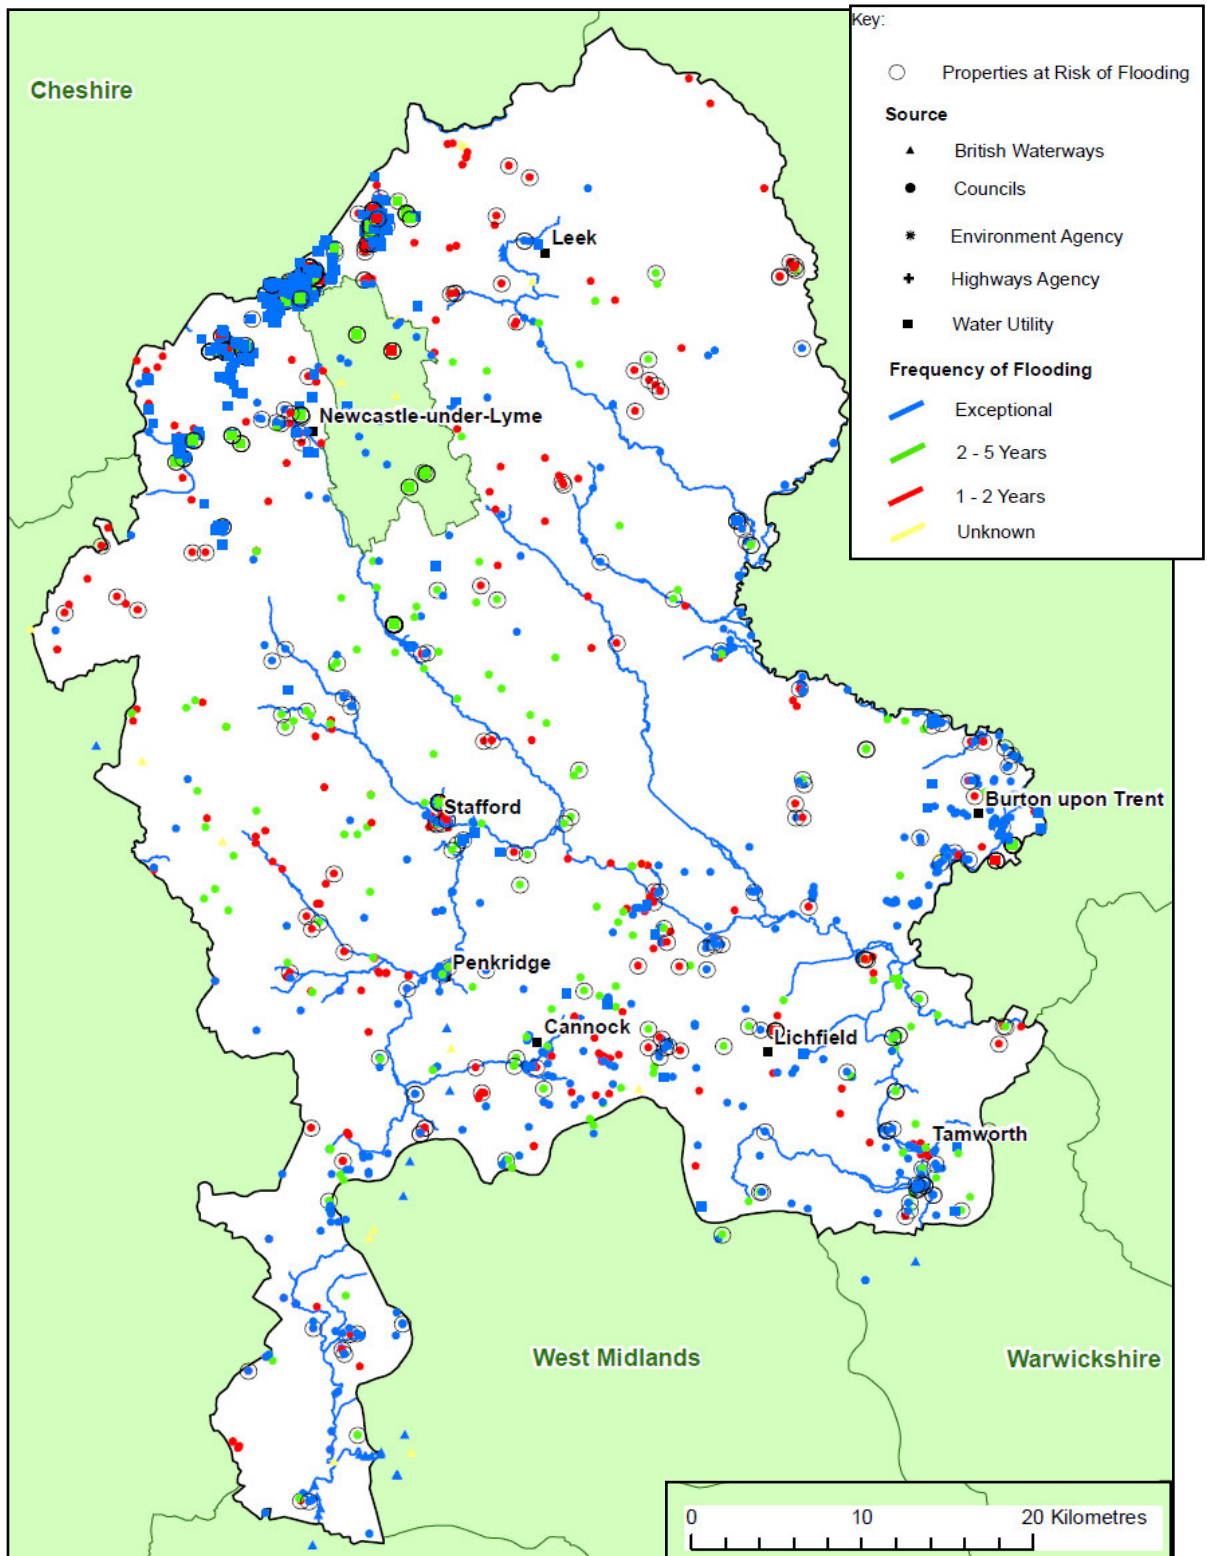 Key:
Properties at Risk of Flooding
Source
British Waterways
Councils
Environment Agency
Highways Agency
Water Utility
Frequency of Flooding
Exceptional
2 - 5 Years
1 - 2 Years
Unknown
Cheshire
Leek
Newcastle-under-Lyme
Stafford
Burton upon Trent
Penkridge
Cannock
Lichfield
Tamworth
West Midlands
Warwickshire
0 10 20 Kilometres